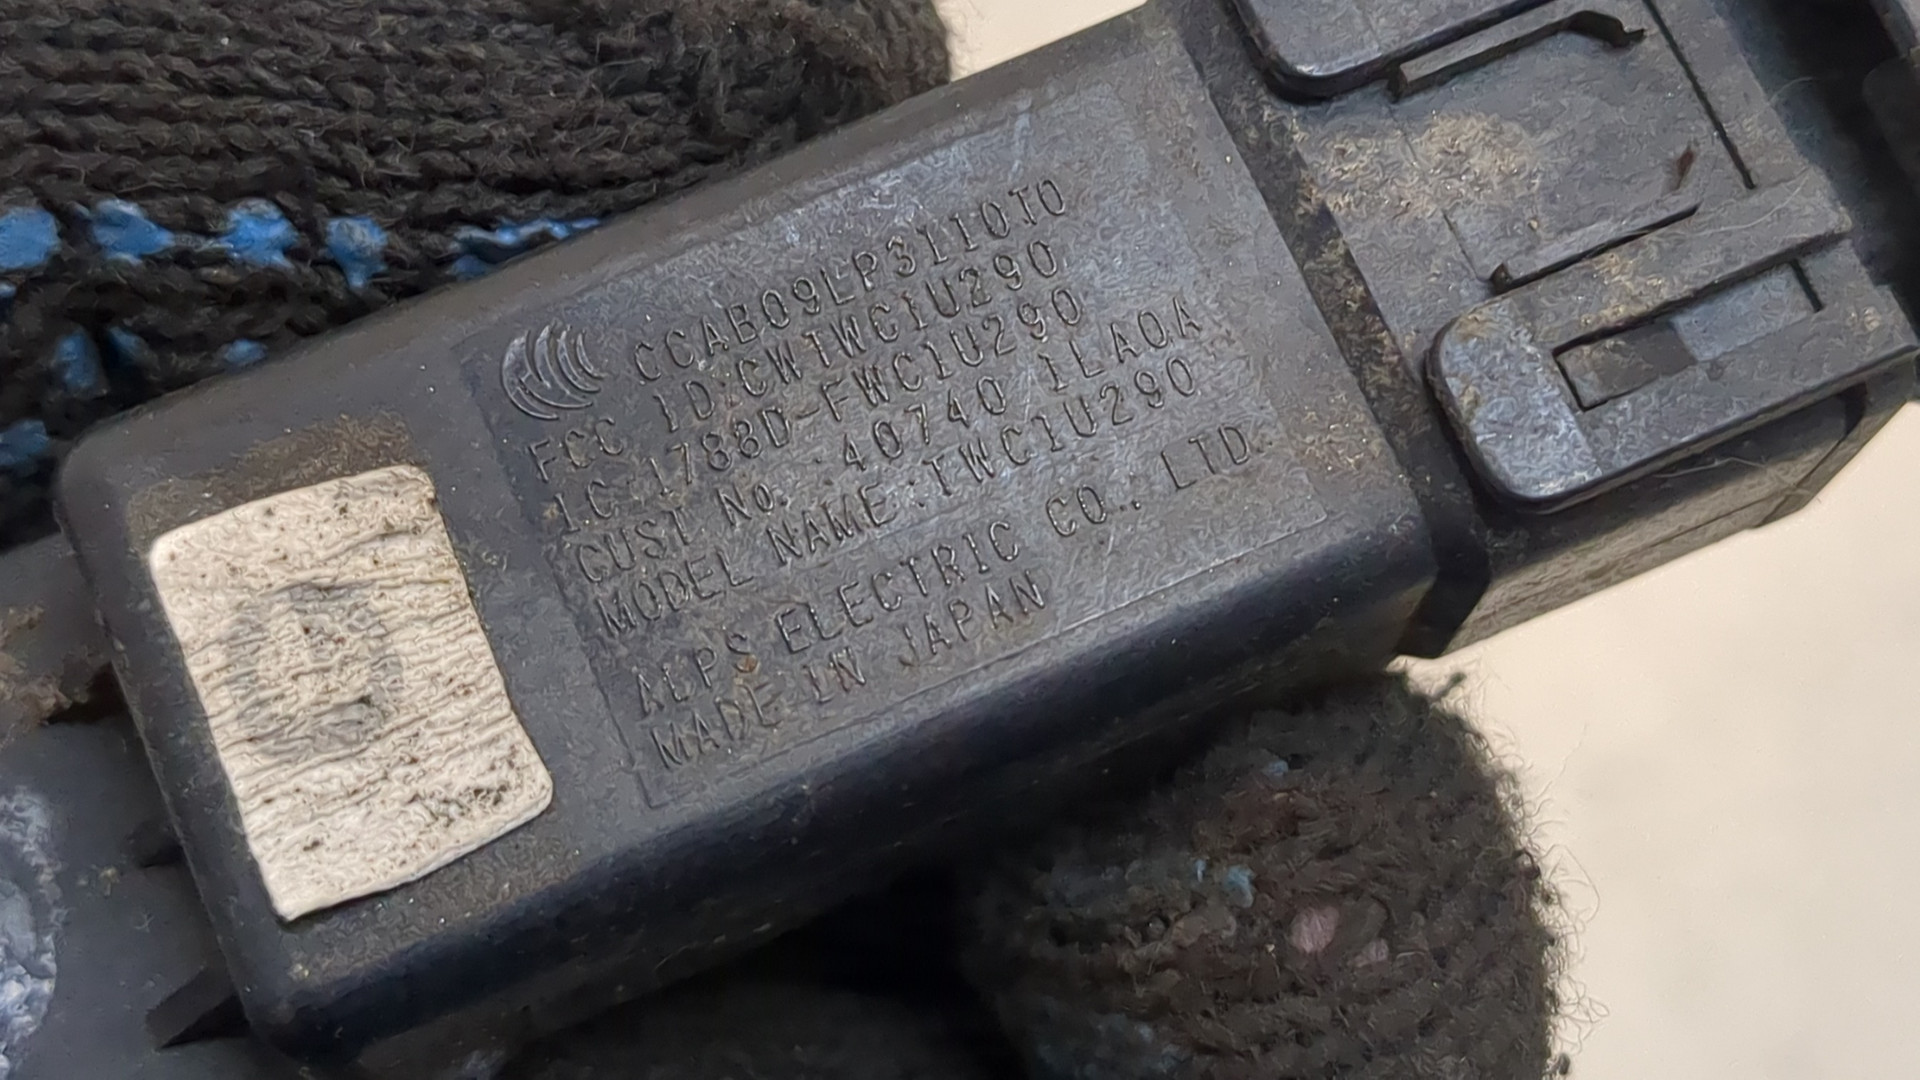 CCAB09LP3110T0
FCC ID:CWTWC1U290
I.C:1788D-FWC1U290
CUST No. 40740 1LA0A
MODEL NAME:TWC1U290
ALPS ELECTRIC CO., LTD.
MADE IN JAPAN